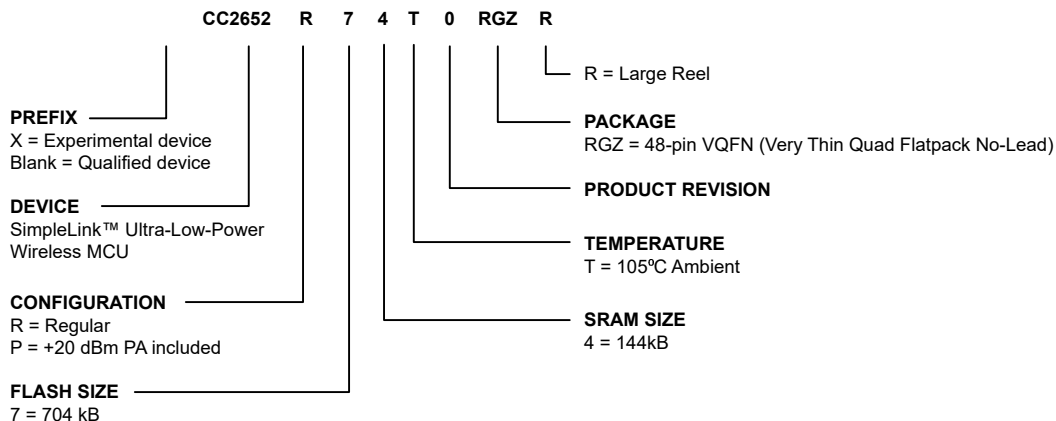 CC2652 R 7 4 T 0 RGZ R
PREFIX
X = Experimental device
Blank = Qualified device
DEVICE
SimpleLink™ Ultra-Low-Power
Wireless MCU
CONFIGURATION
R = Regular
P = +20 dBm PA included
FLASH SIZE
7 = 704 kB
R = Large Reel
PACKAGE
RGZ = 48-pin VQFN (Very Thin Quad Flatpack No-Lead)
PRODUCT REVISION
TEMPERATURE
T = 105ºC Ambient
SRAM SIZE
4 = 144kB